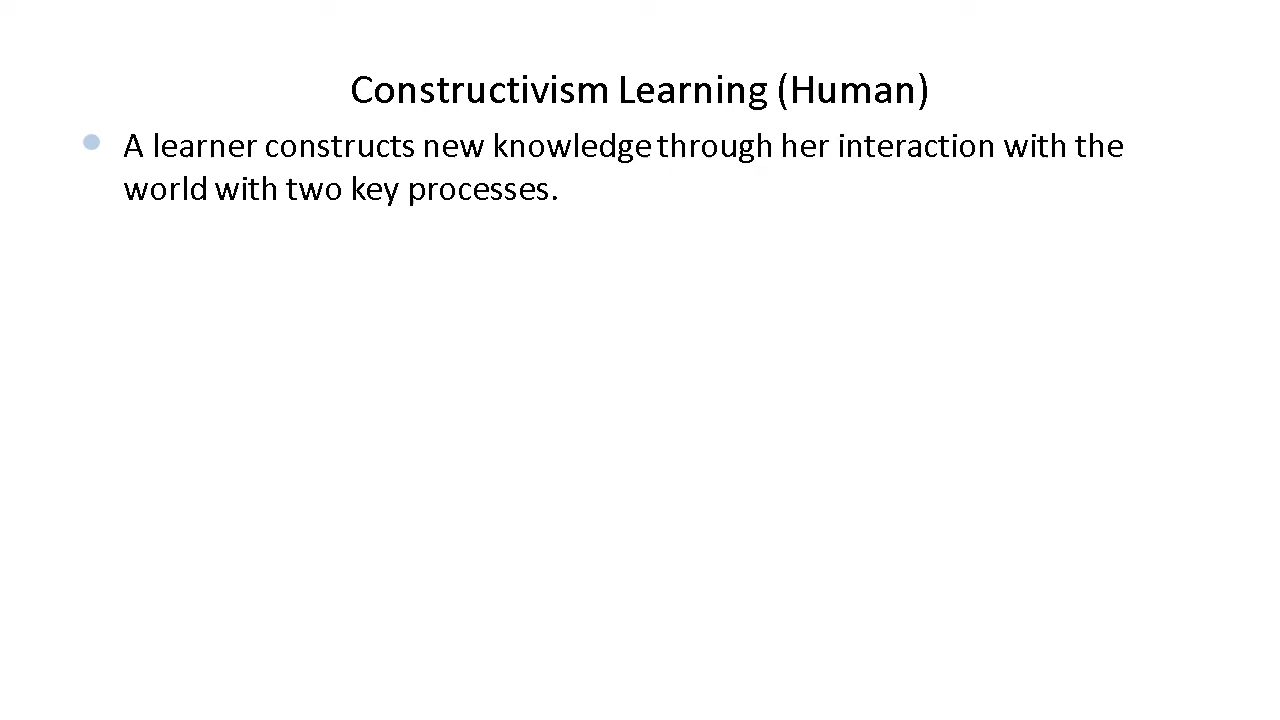 Constructivism Learning (Human)
A learner constructs new knowledge through her interaction with the
world with two key processes.